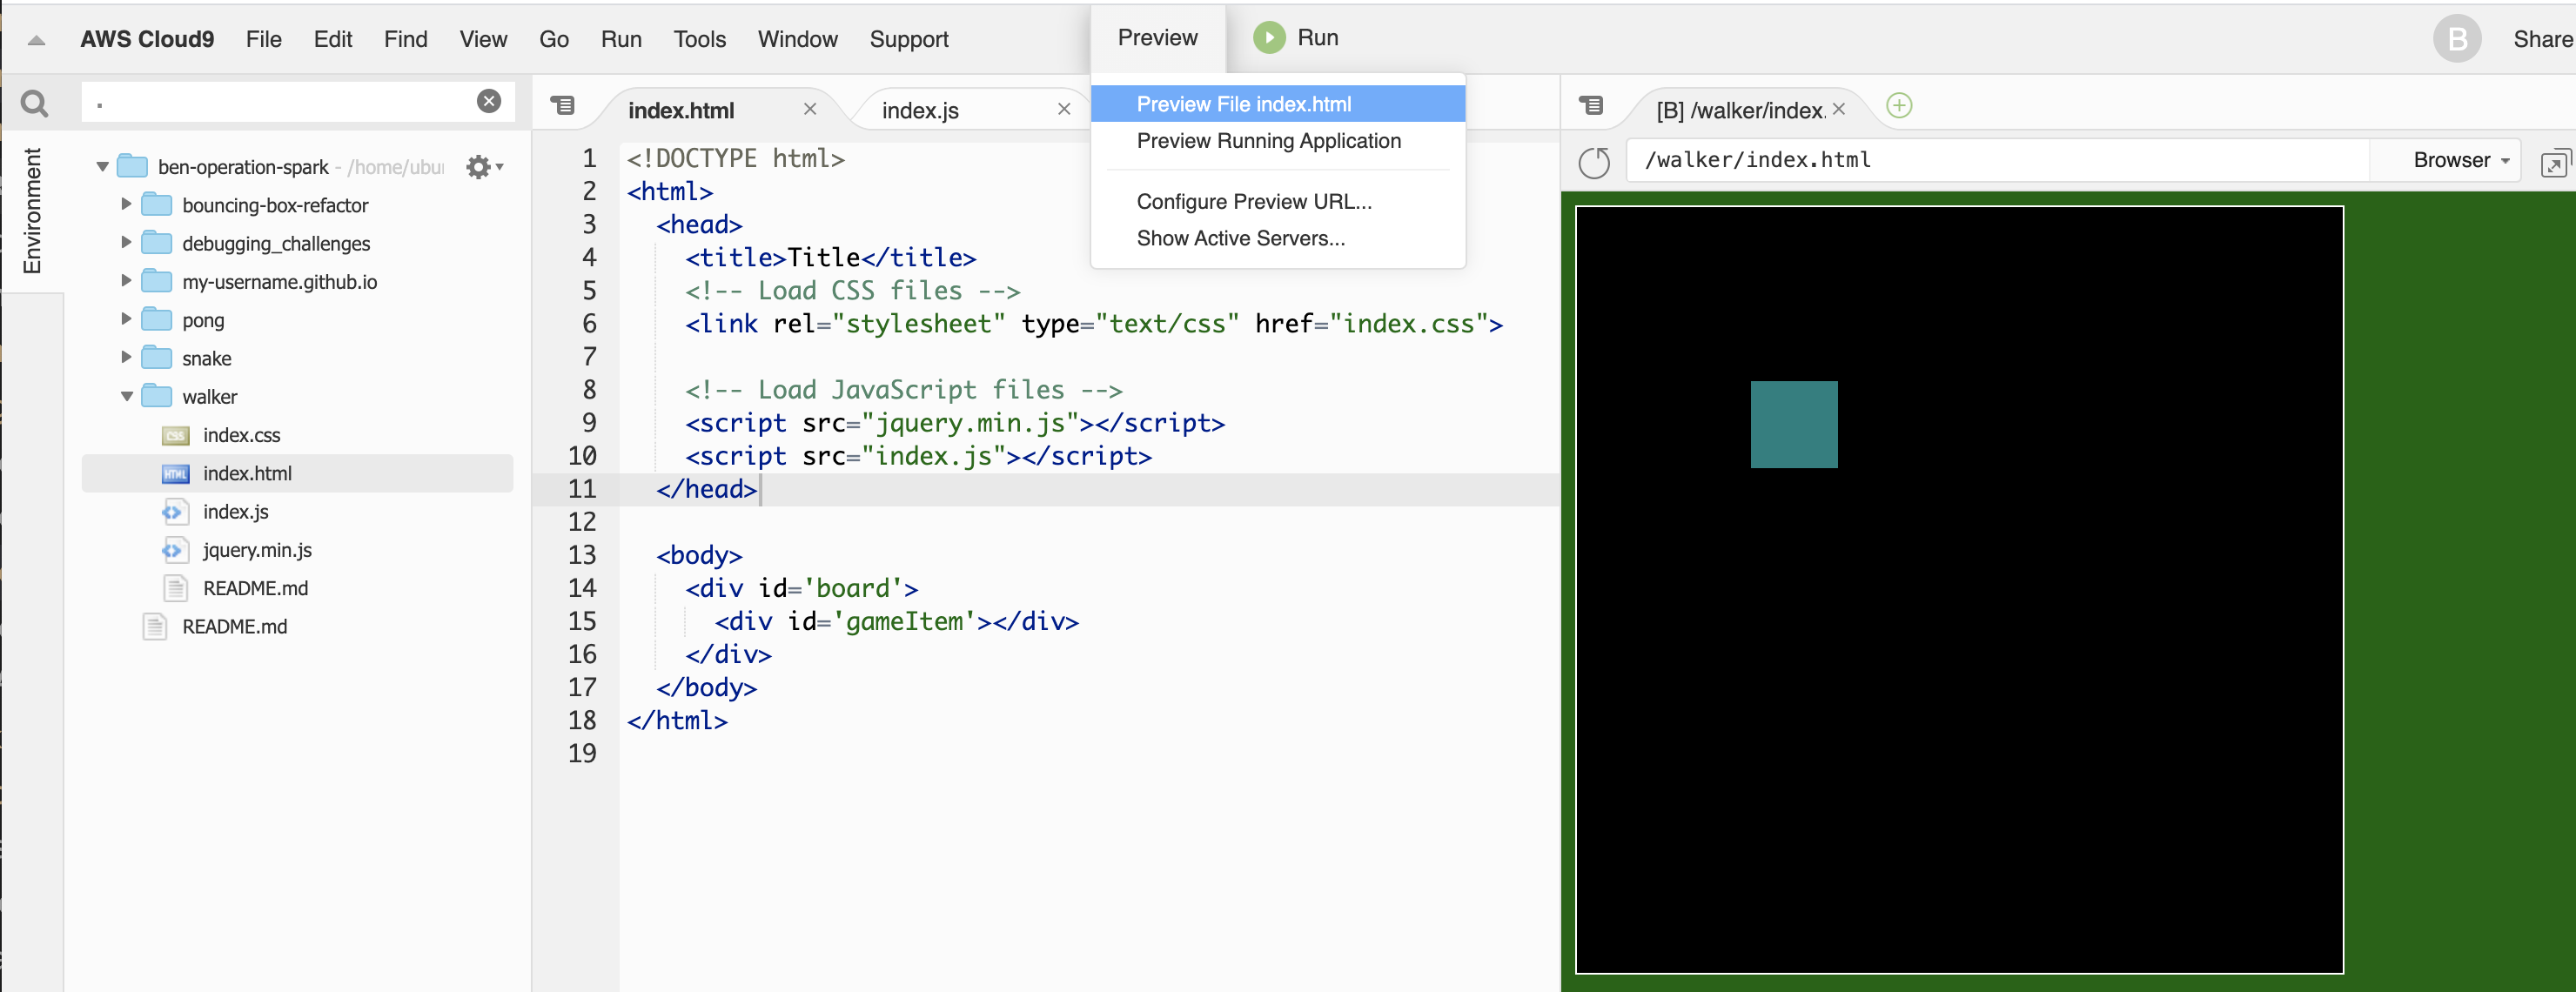 AWS Cloud9 File Edit Find View Go Run Tools Window Support Preview Run B Share
.
Environment
ben-operation-spark - /home/ubu
bouncing-box-refactor
debugging_challenges
my-username.github.io
pong
snake
walker
CSS index.css
HTML index.html
index.js
jquery.min.js
README.md
README.md
index.html index.js
Preview File index.html
Preview Running Application
Configure Preview URL...
Show Active Servers...
1 <!DOCTYPE html>
2 <html>
3 <head>
4 <title>Title</title>
5 <!-- Load CSS files -->
6 <link rel="stylesheet" type="text/css" href="index.css">
7
8 <!-- Load JavaScript files -->
9 <script src="jquery.min.js"></script>
10 <script src="index.js"></script>
11 </head>
12
13 <body>
14 <div id='board'>
15 <div id='gameItem'></div>
16 </div>
17 </body>
18 </html>
19
[B] /walker/index.
/walker/index.html Browser